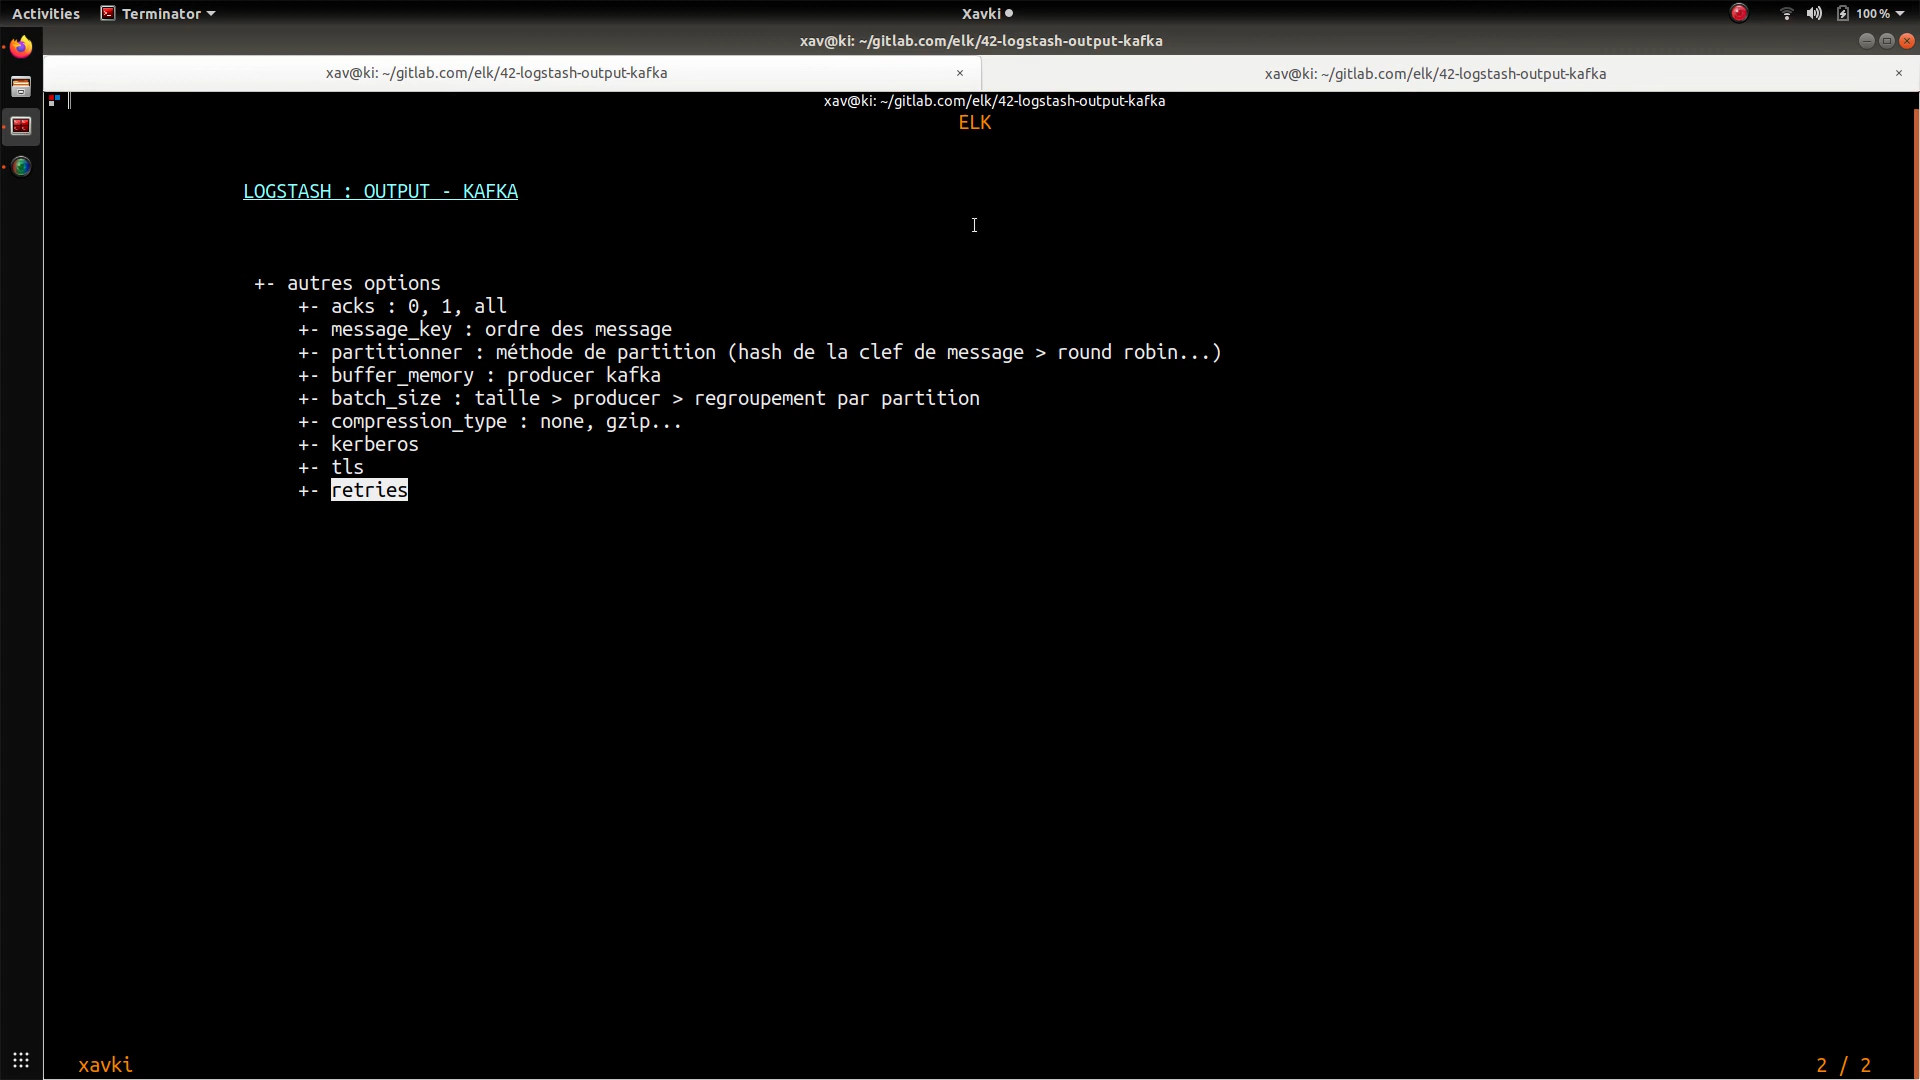 Activities Terminator Xavki 100 %
xav@ki: ~/gitlab.com/elk/42-logstash-output-kafka
xav@ki: ~/gitlab.com/elk/42-logstash-output-kafka × xav@ki: ~/gitlab.com/elk/42-logstash-output-kafka ×
xav@ki: ~/gitlab.com/elk/42-logstash-output-kafka
ELK
LOGSTASH : OUTPUT - KAFKA
+- autres options
+- acks : 0, 1, all
+- message_key : ordre des message
+- partitionner : méthode de partition (hash de la clef de message > round robin...)
+- buffer_memory : producer kafka
+- batch_size : taille > producer > regroupement par partition
+- compression_type : none, gzip...
+- kerberos
+- tls
+- retries
xavki 2 / 2